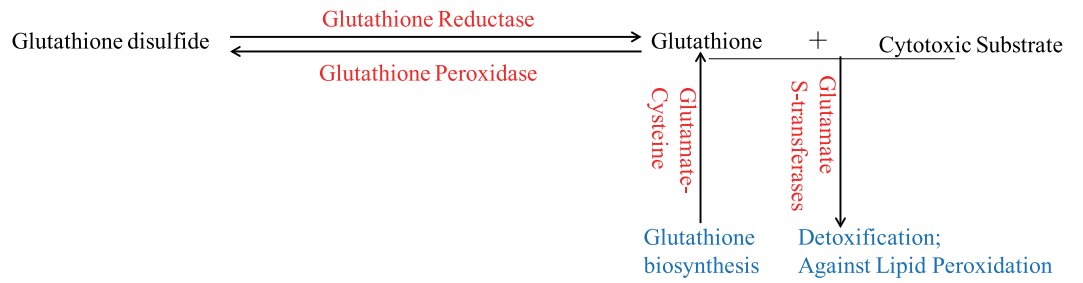 Glutathione Reductase
Glutathione disulfide
Glutathione + Cytotoxic Substrate
Glutathione Peroxidase
Glutamate-
Cysteine
Glutamate
S-transferases
Glutathione
biosynthesis
Detoxification;
Against Lipid Peroxidation